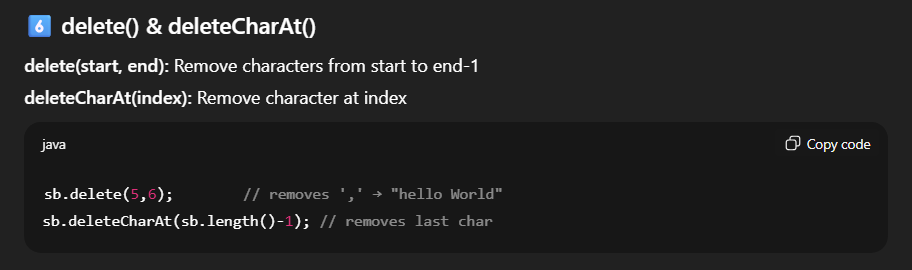 6 delete() & deleteCharAt()
delete(start, end): Remove characters from start to end-1
deleteCharAt(index): Remove character at index
java
Copy code
sb.delete(5,6);        // removes ',' → "hello World"
sb.deleteCharAt(sb.length()-1); // removes last char